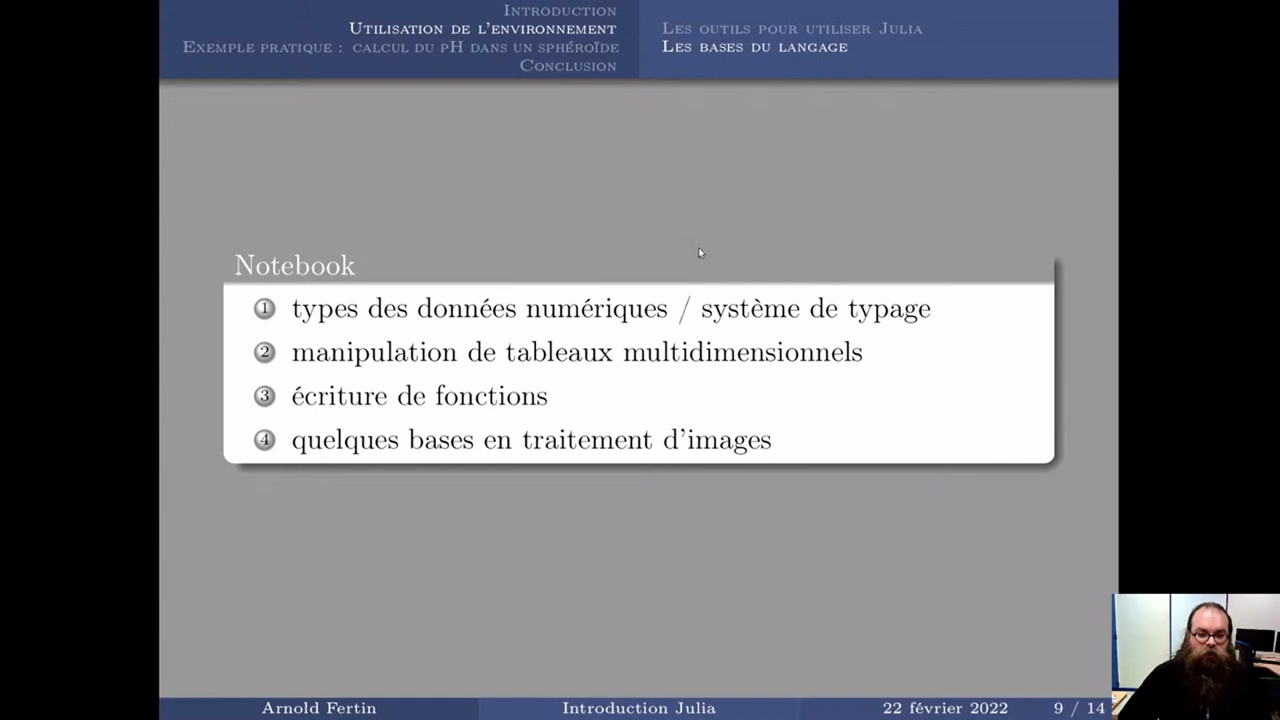 INTRODUCTION
UTILISATION DE L'ENVIRONNEMENT
EXEMPLE PRATIQUE : CALCUL DU PH DANS UN SPHÉROÏDE
CONCLUSION
LES OUTILS POUR UTILISER JULIA
LES BASES DU LANGAGE
Notebook
1 types des données numériques / système de typage
2 manipulation de tableaux multidimensionnels
3 écriture de fonctions
4 quelques bases en traitement d'images
Arnold Fertin
Introduction Julia
22 février 2022
9 / 14